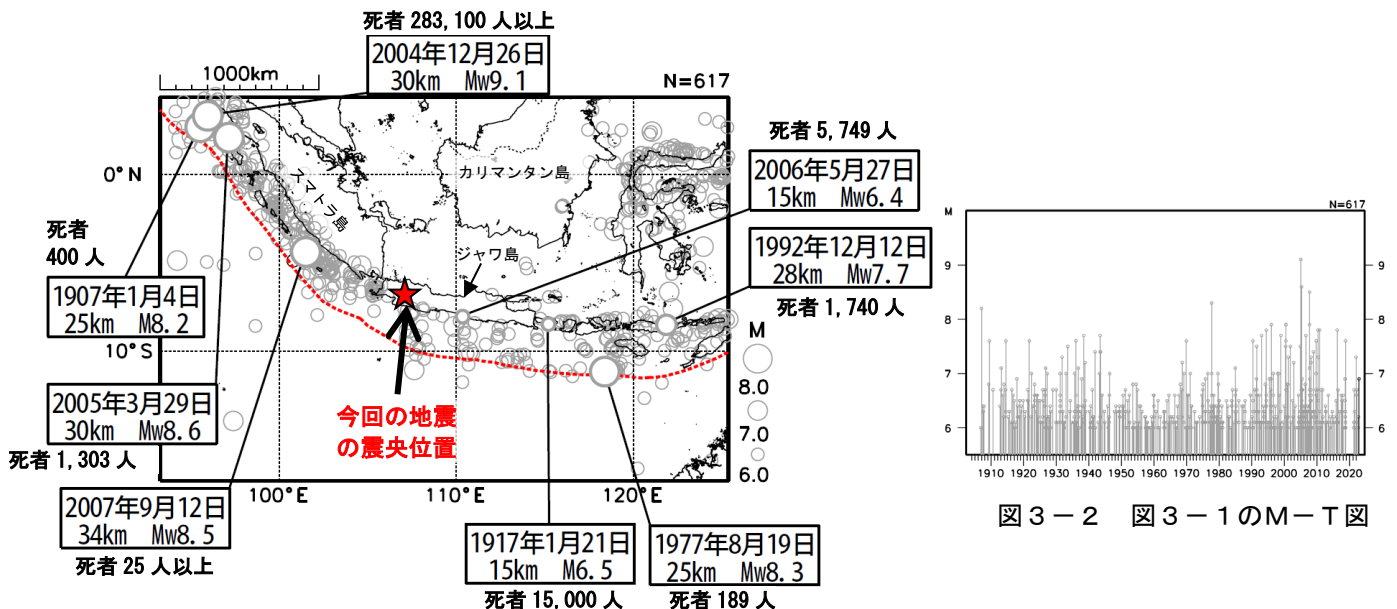 死者 283,100 人以上
2004年12月26日
30km Mw9.1
1000km
N=617
死者 5,749 人
2006年5月27日
15km Mw6.4
0°N
スマトラ島
カリマンタン島
ジャワ島
1992年12月12日
28km Mw7.7
死者 1,740 人
死者
400 人
1907年1月4日
25km M8.2
10°S
M
8.0
7.0
6.0
2005年3月29日
30km Mw8.6
死者 1,303 人
今回の地震
の震央位置
100°E
110°E
120°E
2007年9月12日
34km Mw8.5
死者 25 人以上
1917年1月21日
15km M6.5
死者 15,000 人
1977年8月19日
25km Mw8.3
死者 189 人
M
N=617
9
9
8
8
7
7
6
6
1910 1920 1930 1940 1950 1960 1970 1980 1990 2000 2010 2020
図3-2 図3-1のM-T図